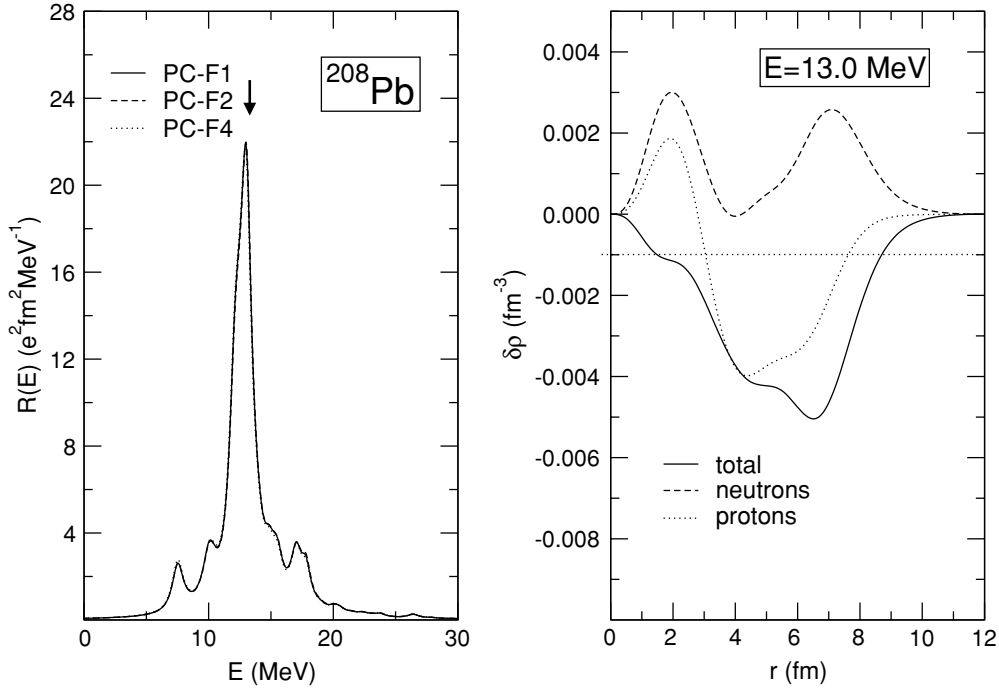 28
24
20
16
12
8
4
R(E) (e²fm²MeV⁻¹)
PC-F1
PC-F2
PC-F4
²⁰⁸Pb
0 10 20 30
E (MeV)
0.004
0.002
0.000
-0.002
-0.004
-0.006
-0.008
δρ (fm⁻³)
E=13.0 MeV
total
neutrons
protons
0 2 4 6 8 10 12
r (fm)